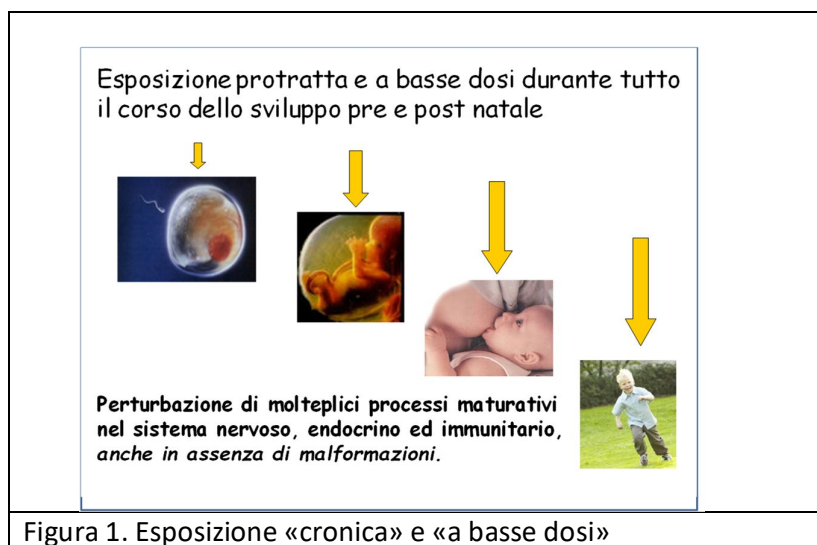 Esposizione protratta e a basse dosi durante tutto
il corso dello sviluppo pre e post natale
Perturbazione di molteplici processi maturativi
nel sistema nervoso, endocrino ed immunitario,
anche in assenza di malformazioni.
Figura 1. Esposizione «cronica» e «a basse dosi»